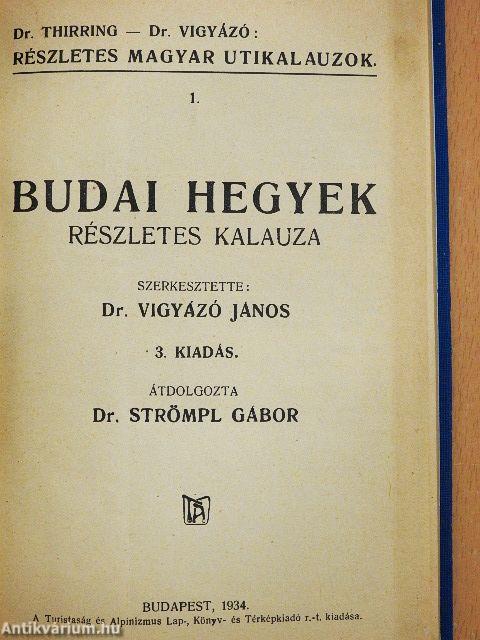 Dr. THIRRING — Dr. VIGYÁZÓ:
RÉSZLETES MAGYAR UTIKALAUZOK.
1.
BUDAI HEGYEK
RÉSZLETES KALAUZA
SZERKESZTETTE:
Dr. VIGYÁZÓ JÁNOS
3. KIADÁS.
ÁTDOLGOZTA
Dr. STRÖMPL GÁBOR
BUDAPEST, 1934.
A Turistaság és Alpinizmus Lap-, Könyv- és Térképkiadó r.-t. kiadása.
Antikvarium.hu